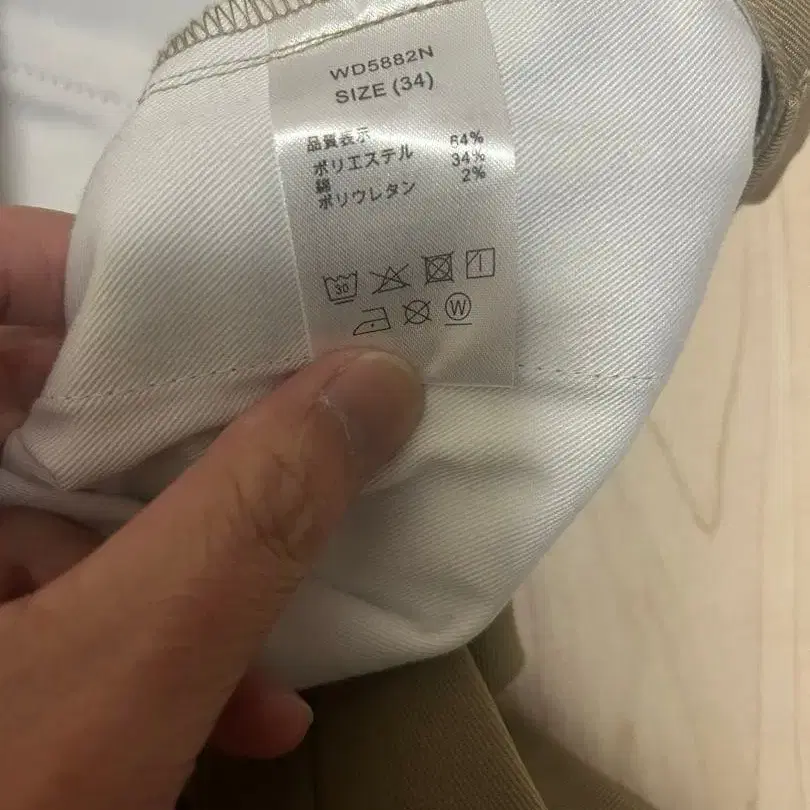 WD5882N
SIZE (34)
品質表示
ポリエステル 64%
綿 34%
ポリウレタン 2%
30
W